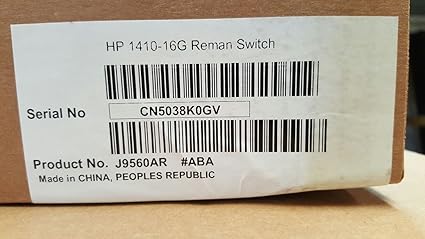 HP 1410-16G Reman Switch
Serial No CN5038K0GV
Product No. J9560AR #ABA
Made in CHINA, PEOPLES REPUBLIC